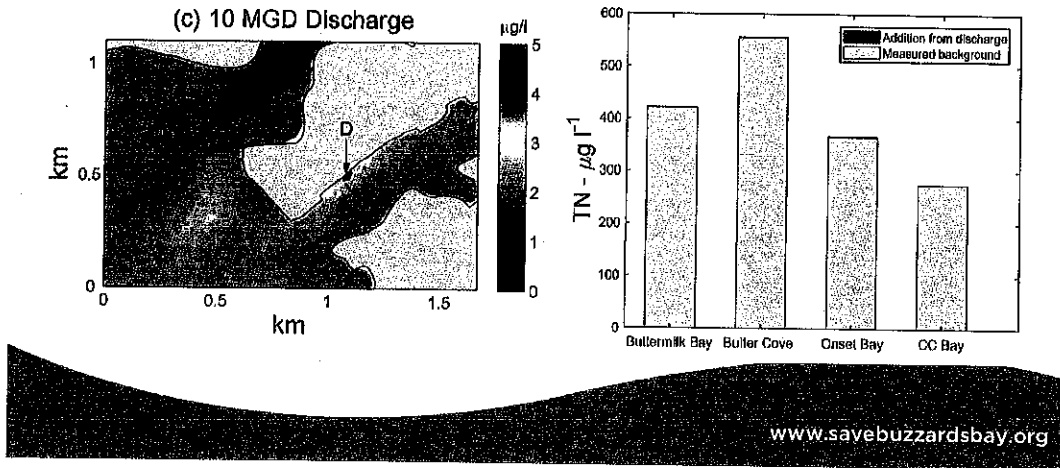 (c) 10 MGD Discharge
µg/l
km
1
0.5
0
D
0
0.5
1
1.5
km
5
4
3
2
1
0
TN - µg l⁻¹
600
500
400
300
200
100
0
Addition from discharge
Measured background
Buttermilk Bay
Butler Cove
Onset Bay
CC Bay
www.savebuzzardsbay.org